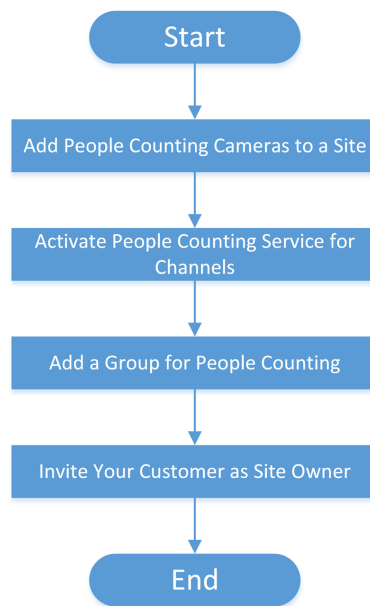 Start
Add People Counting Cameras to a Site
Activate People Counting Service for
Channels
Add a Group for People Counting
Invite Your Customer as Site Owner
End